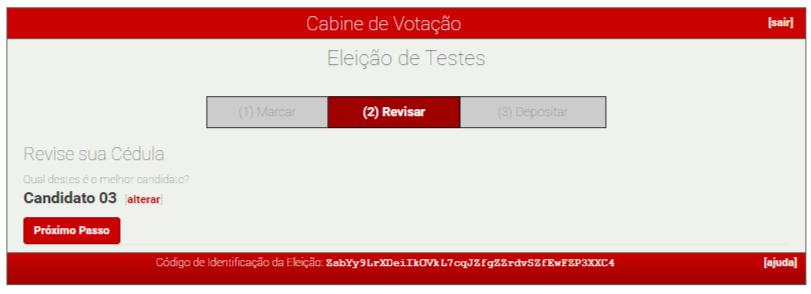 Cabine de Votação [sair]
Eleição de Testes
(1) Marcar (2) Revisar (3) Depositar
Revise sua Cédula
Qual destes é o melhor candidato?
Candidato 03 [alterar]
Próximo Passo
Código de Identificação da Eleição: ZabYy9LrXDeiIkOVkL7cqJZfgZZrdvSZfEwFZP3XXC4 [ajuda]